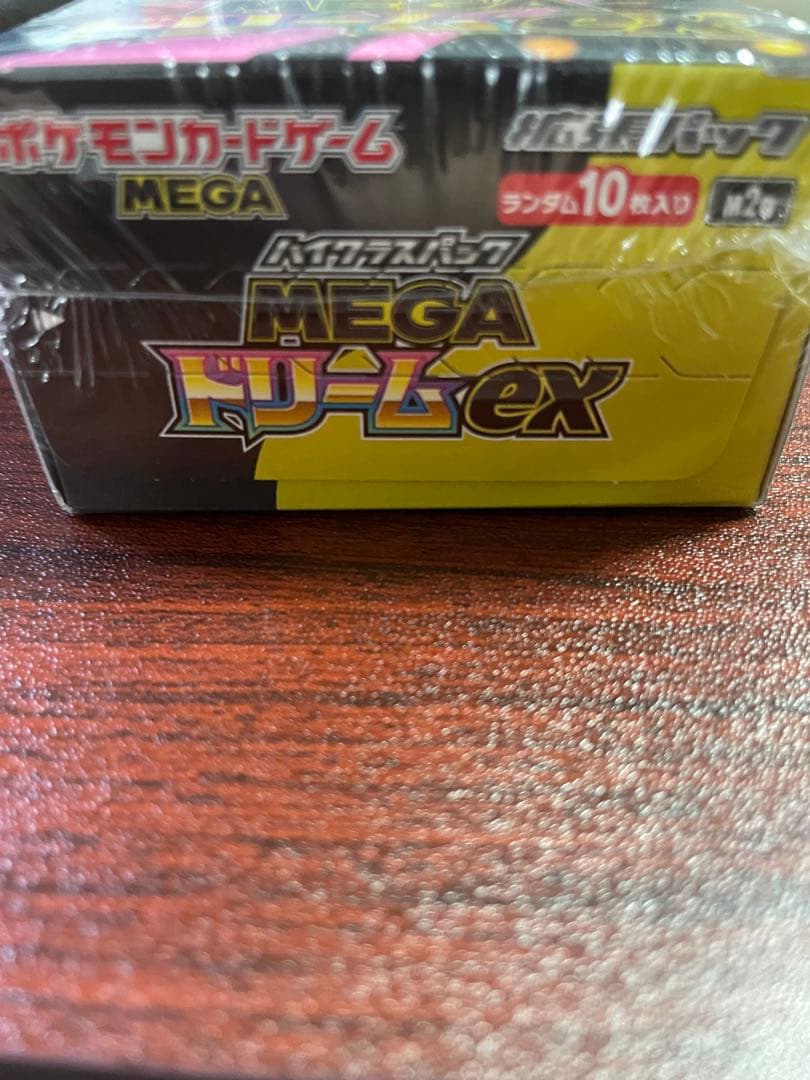 ポケモンカードゲーム
MEGA
拡張パック
ランダム10枚入り
M2a
ハイクラスパック
MEGA
ドリームex